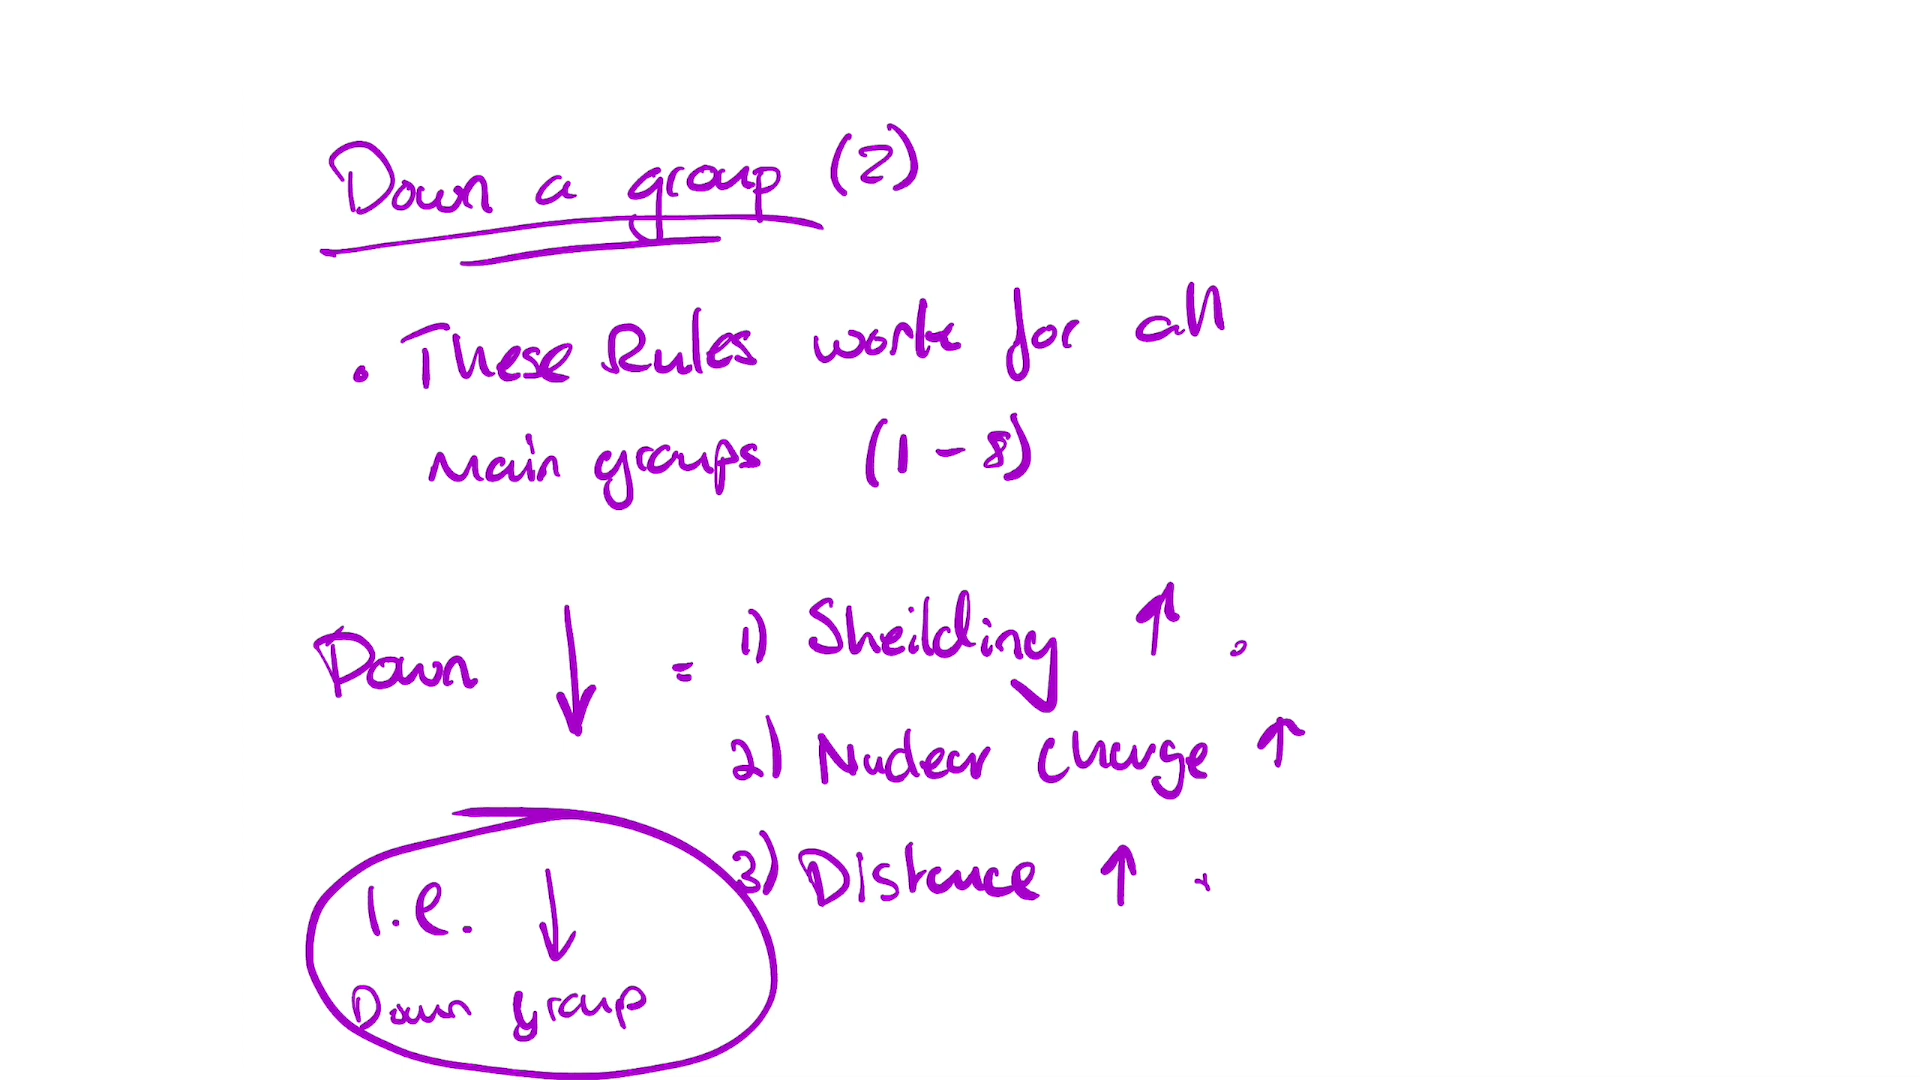 Down a group (2)
• These Rules work for all
main groups (1-8)
Down ↓ = 1) Sheilding ↑ .
2) Nuclear charge ↑
3) Distance ↑ .
I.e. ↓
Down group